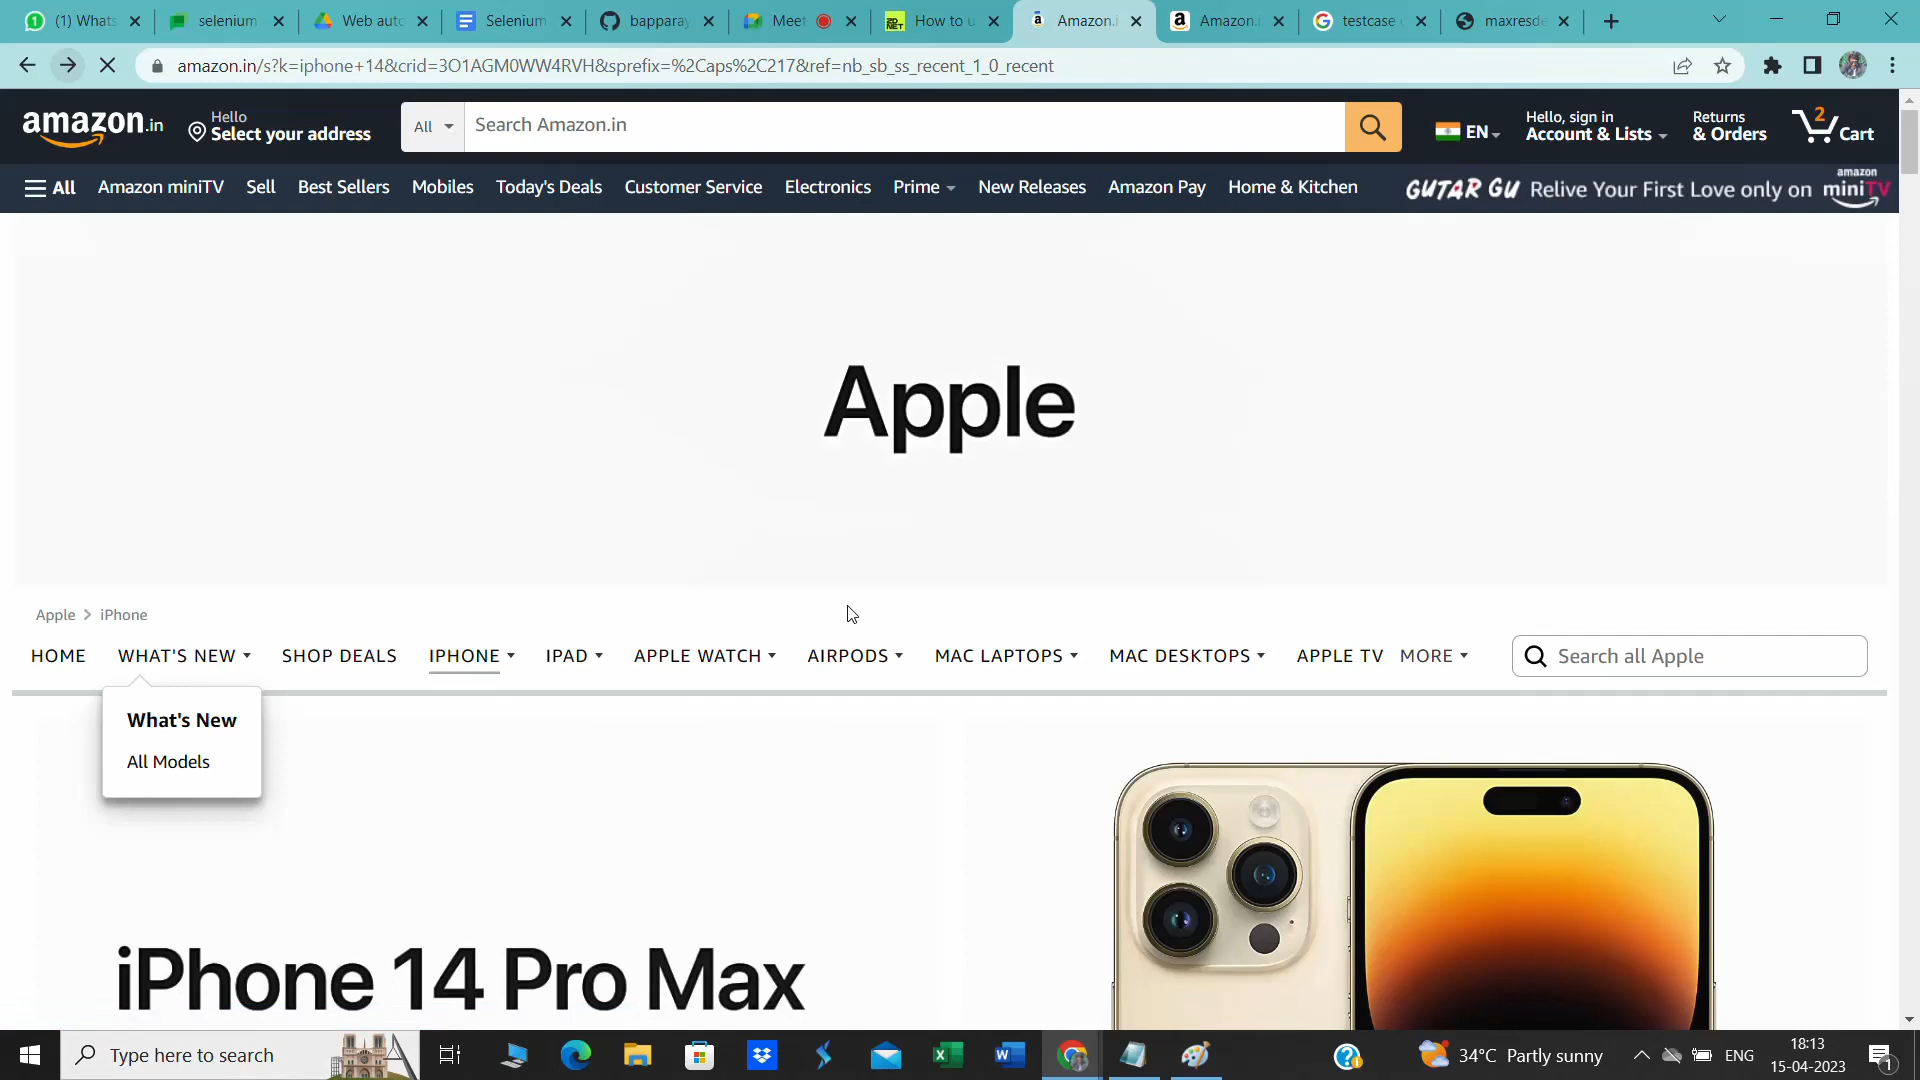 (1) Whats
selenium
Web auto
Selenium
bapparay
Meet
How to u
Amazon.i
Amazon.
testcase
maxresde
amazon.in/s?k=iphone+14&crid=3O1AGM0WW4RVH&sprefix=%2Caps%2C217&ref=nb_sb_ss_recent_1_0_recent
amazon.in
Hello
Select your address
All
Search Amazon.in
EN
Hello, sign in
Account & Lists
Returns
& Orders
2
Cart
All
Amazon miniTV
Sell
Best Sellers
Mobiles
Today's Deals
Customer Service
Electronics
Prime
New Releases
Amazon Pay
Home & Kitchen
GUTAR GU Relive Your First Love only on amazon miniTV
Apple
Apple > iPhone
HOME
WHAT'S NEW
SHOP DEALS
IPHONE
IPAD
APPLE WATCH
AIRPODS
MAC LAPTOPS
MAC DESKTOPS
APPLE TV
MORE
Search all Apple
What's New
All Models
iPhone 14 Pro Max
Type here to search
34°C Partly sunny
ENG
18:13
15-04-2023
1